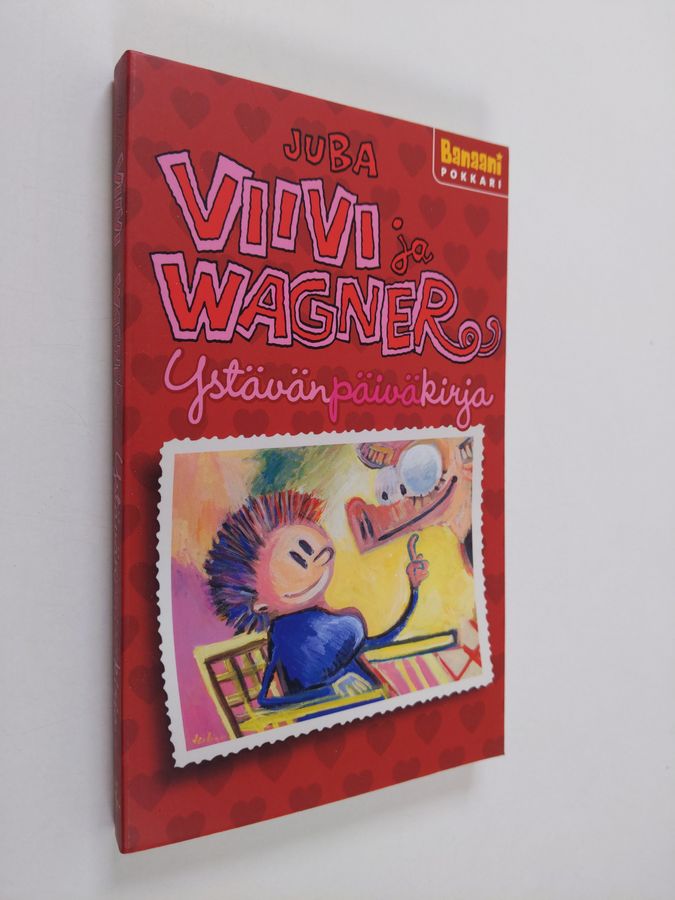 JUBA
Banaani
POKKARI
VIIVI ja
WAGNER
Ystävänpäiväkirja